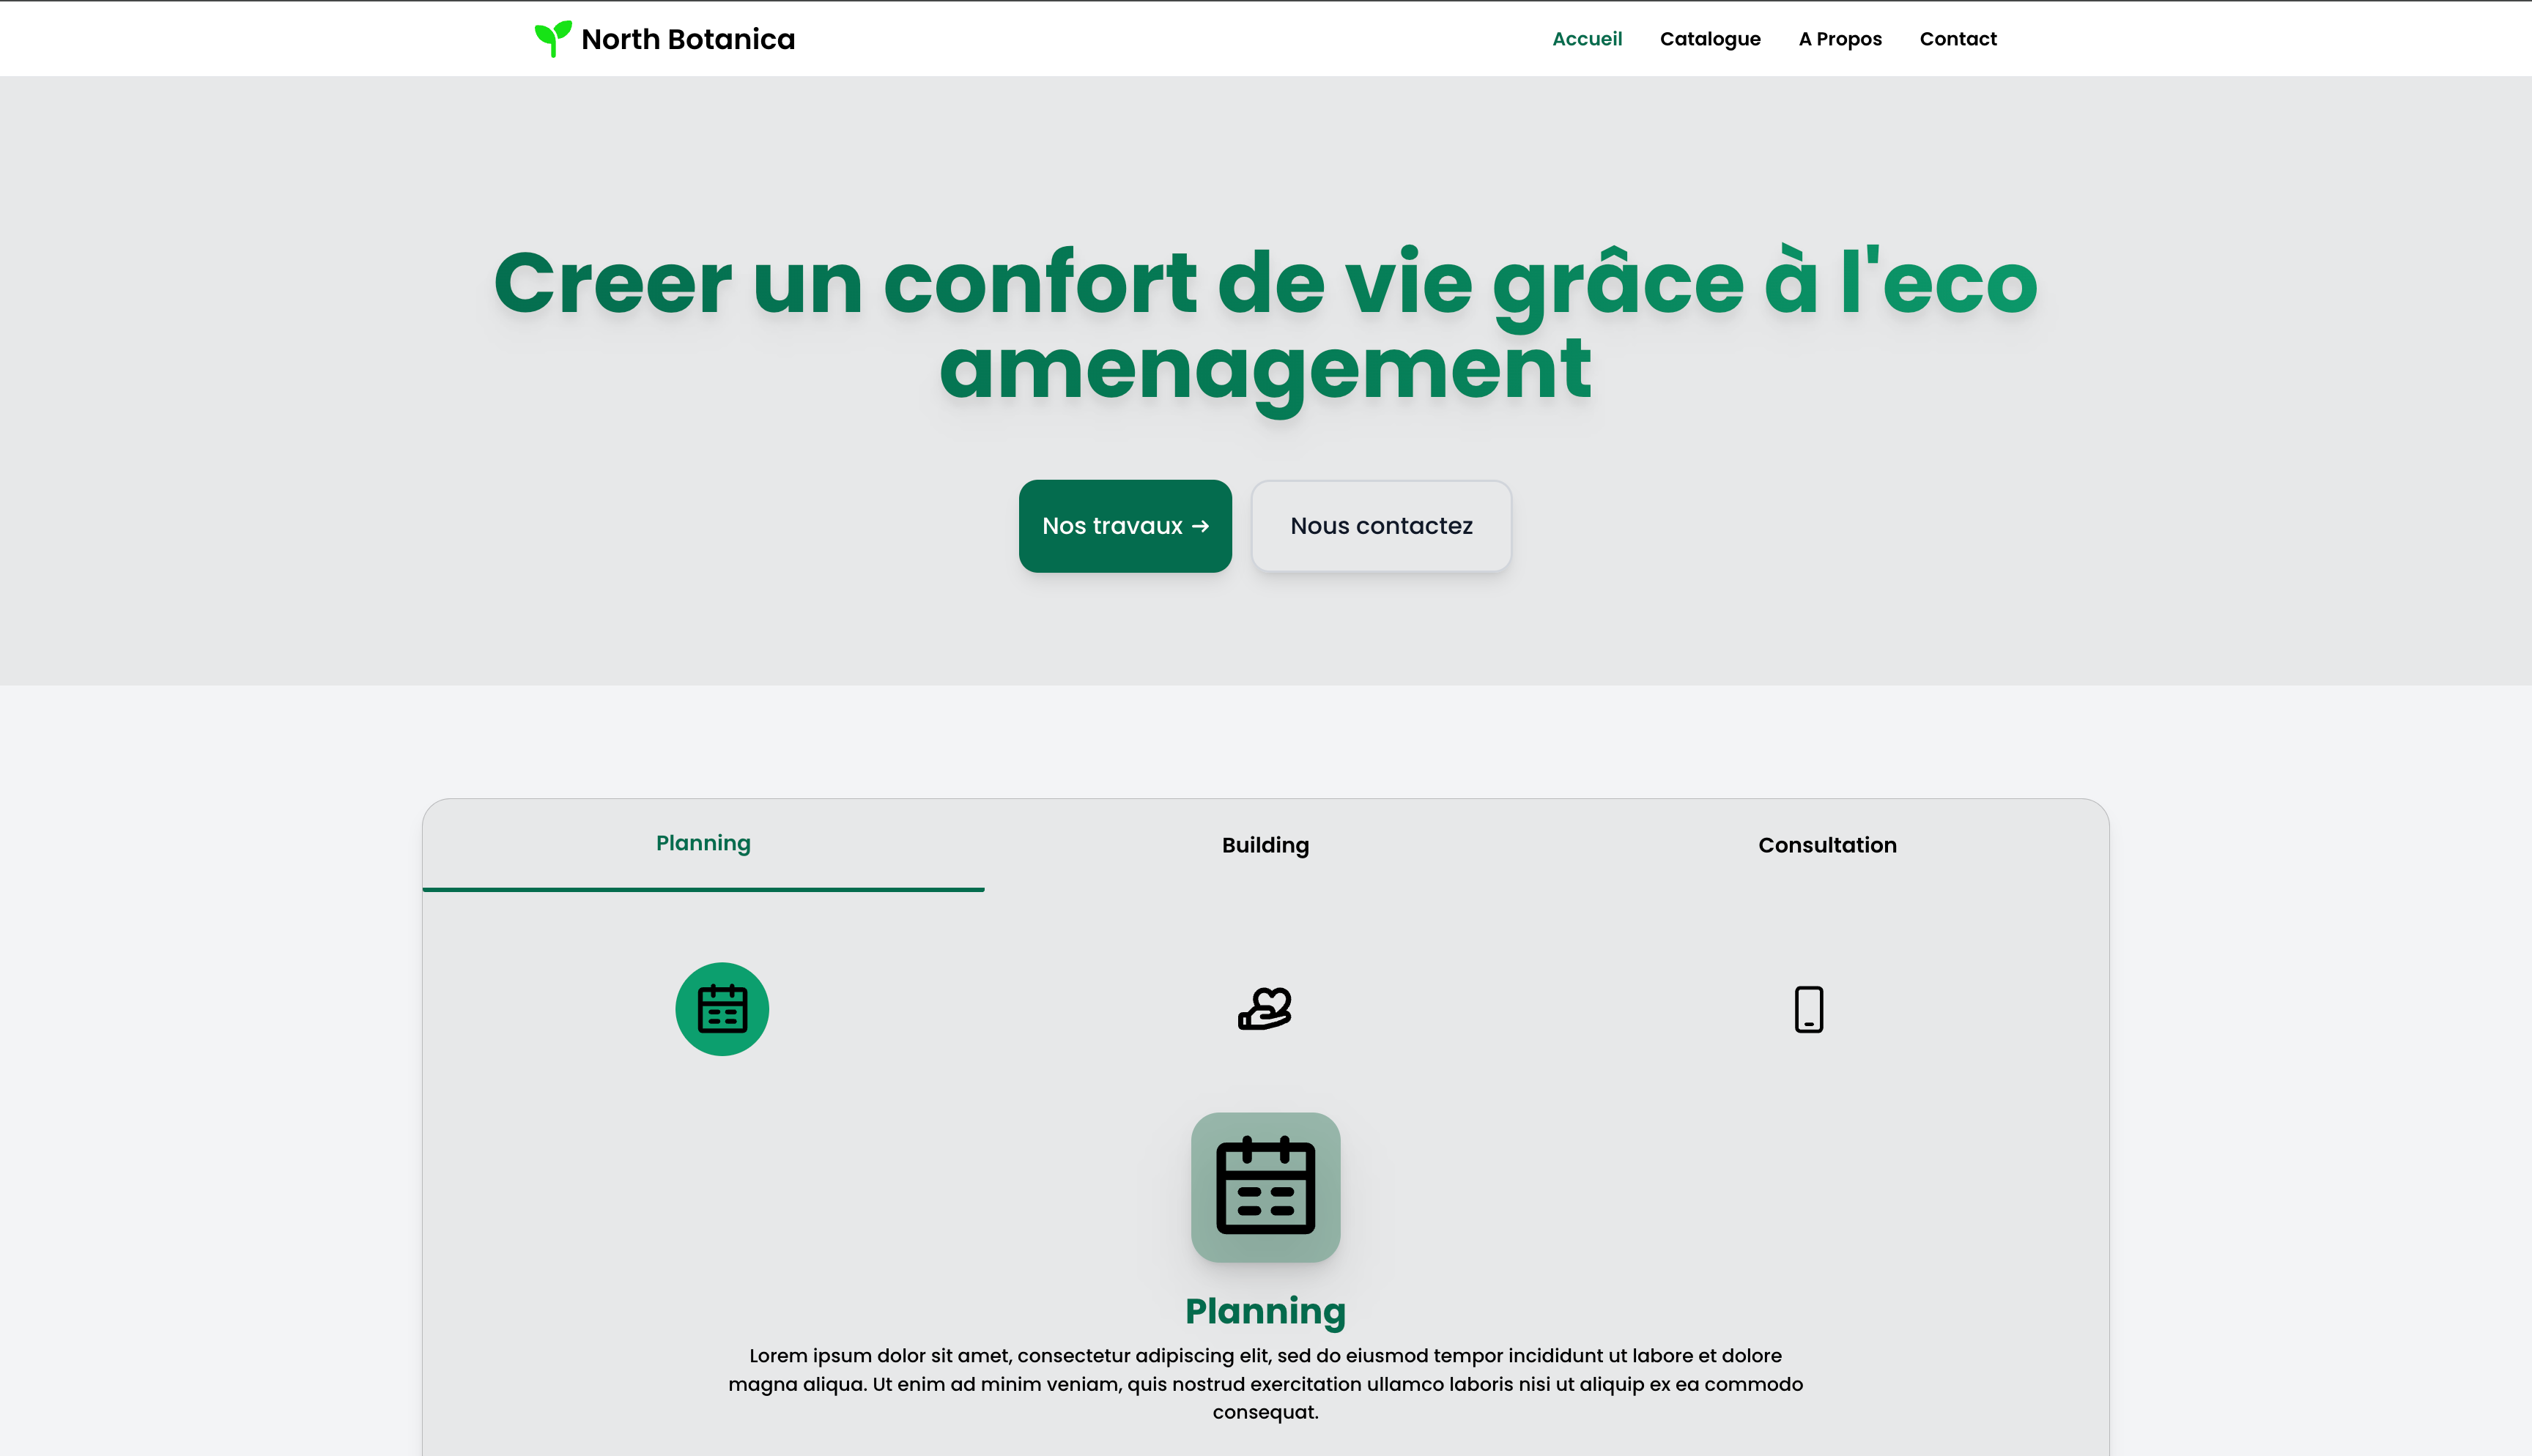 North Botanica
Accueil Catalogue A Propos Contact
Creer un confort de vie grâce à l'eco
amenagement
Nos travaux →
Nous contactez
Planning
Building
Consultation
Planning
Lorem ipsum dolor sit amet, consectetur adipiscing elit, sed do eiusmod tempor incididunt ut labore et dolore
magna aliqua. Ut enim ad minim veniam, quis nostrud exercitation ullamco laboris nisi ut aliquip ex ea commodo
consequat.